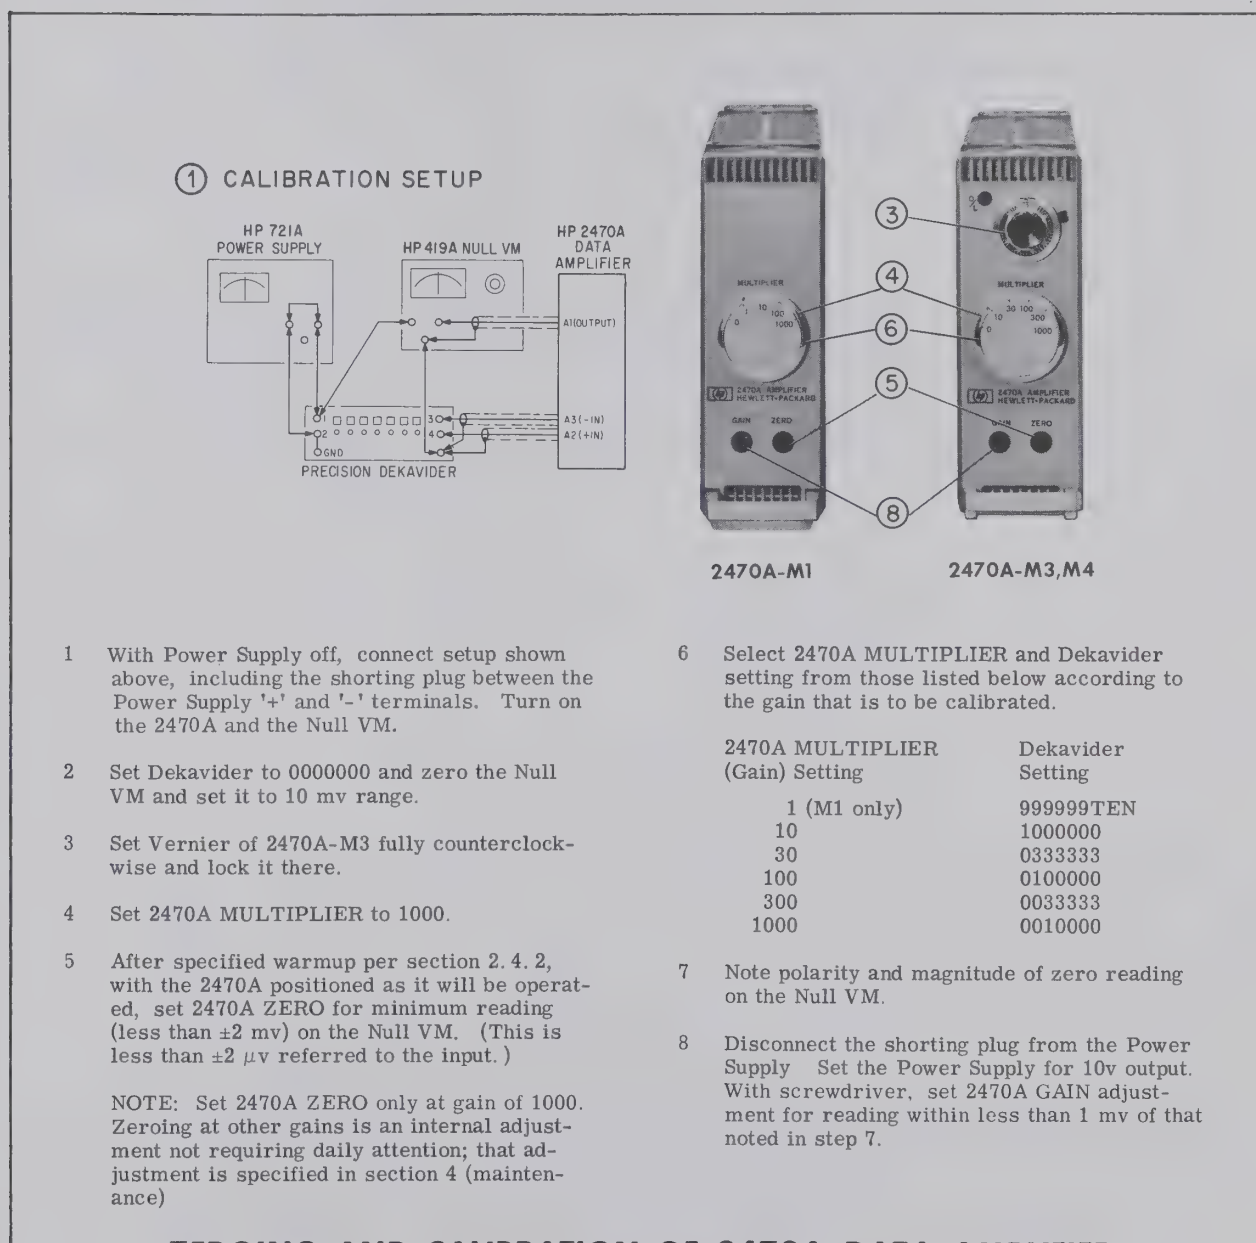 ① CALIBRATION SETUP
HP 721A
POWER SUPPLY
HP 419A NULL VM
HP 2470A
DATA
AMPLIFIER
A1(OUTPUT)
1
2
GND
3
4
A3(-IN)
A2(+IN)
PRECISION DEKAVIDER
MULTIPLIER
0
1
10
100
1000
hp 2470A AMPLIFIER
HEWLETT-PACKARD
GAIN ZERO
3
4
6
5
8
MULTIPLIER
0
10
30
100
300
1000
hp 2470A AMPLIFIER
HEWLETT-PACKARD
GAIN ZERO
2470A-M1
2470A-M3,M4
1 With Power Supply off, connect setup shown
above, including the shorting plug between the
Power Supply '+' and '-' terminals. Turn on
the 2470A and the Null VM.
2 Set Dekavider to 0000000 and zero the Null
VM and set it to 10 mv range.
3 Set Vernier of 2470A-M3 fully counterclock-
wise and lock it there.
4 Set 2470A MULTIPLIER to 1000.
5 After specified warmup per section 2.4.2,
with the 2470A positioned as it will be operat-
ed, set 2470A ZERO for minimum reading
(less than ±2 mv) on the Null VM. (This is
less than ±2 μv referred to the input.)
NOTE: Set 2470A ZERO only at gain of 1000.
Zeroing at other gains is an internal adjust-
ment not requiring daily attention; that ad-
justment is specified in section 4 (mainten-
ance)
6 Select 2470A MULTIPLIER and Dekavider
setting from those listed below according to
the gain that is to be calibrated.
2470A MULTIPLIER Dekavider
(Gain) Setting Setting
1 (M1 only) 999999TEN
10 1000000
30 0333333
100 0100000
300 0033333
1000 0010000
7 Note polarity and magnitude of zero reading
on the Null VM.
8 Disconnect the shorting plug from the Power
Supply Set the Power Supply for 10v output.
With screwdriver, set 2470A GAIN adjust-
ment for reading within less than 1 mv of that
noted in step 7.